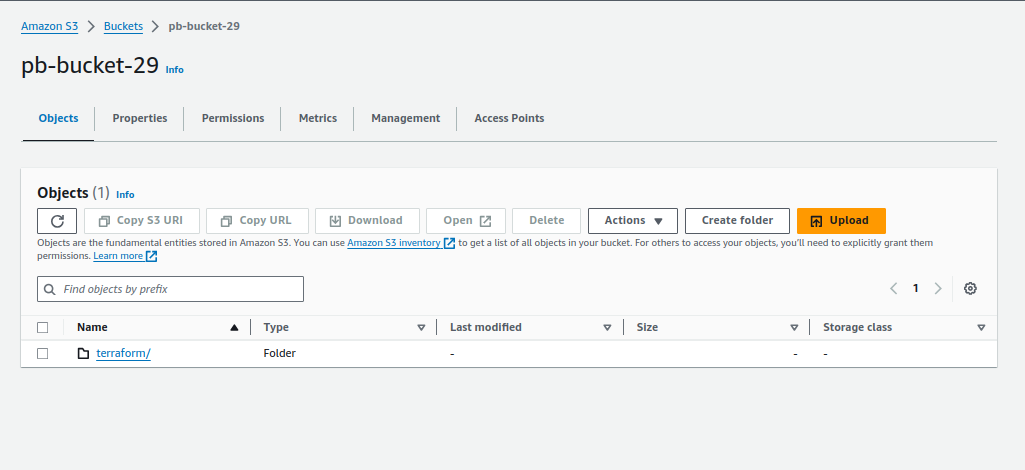 Amazon S3 > Buckets > pb-bucket-29
pb-bucket-29 Info
Objects Properties Permissions Metrics Management Access Points
Objects (1) Info
Copy S3 URI Copy URL Download Open Delete Actions Create folder Upload
Objects are the fundamental entities stored in Amazon S3. You can use Amazon S3 inventory to get a list of all objects in your bucket. For others to access your objects, you'll need to explicitly grant them
permissions. Learn more
Find objects by prefix
1
Name Type Last modified Size Storage class
terraform/ Folder - - -